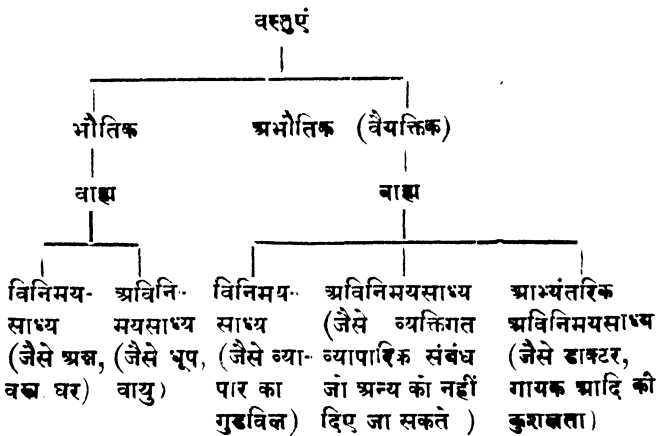 वस्तुएं
भौतिक अभौतिक (वैयक्तिक)
वाह्य बाह्य
विनिमय- अविनि- विनिमय- अविनिमयसाध्य आभ्यंतरिक
साध्य मयसाध्य साध्य (जैसे व्यक्तिगत अविनिमयसाध्य
(जैसे अन्न, (जैसे धूप, (जैसे व्या- व्यापारिक संबंध (जैसे डाक्टर,
वस्त्र घर) वायु) पार का जो अन्य को नहीं गायक आदि की
गुडविल) दिए जा सकते ) कुशलता)